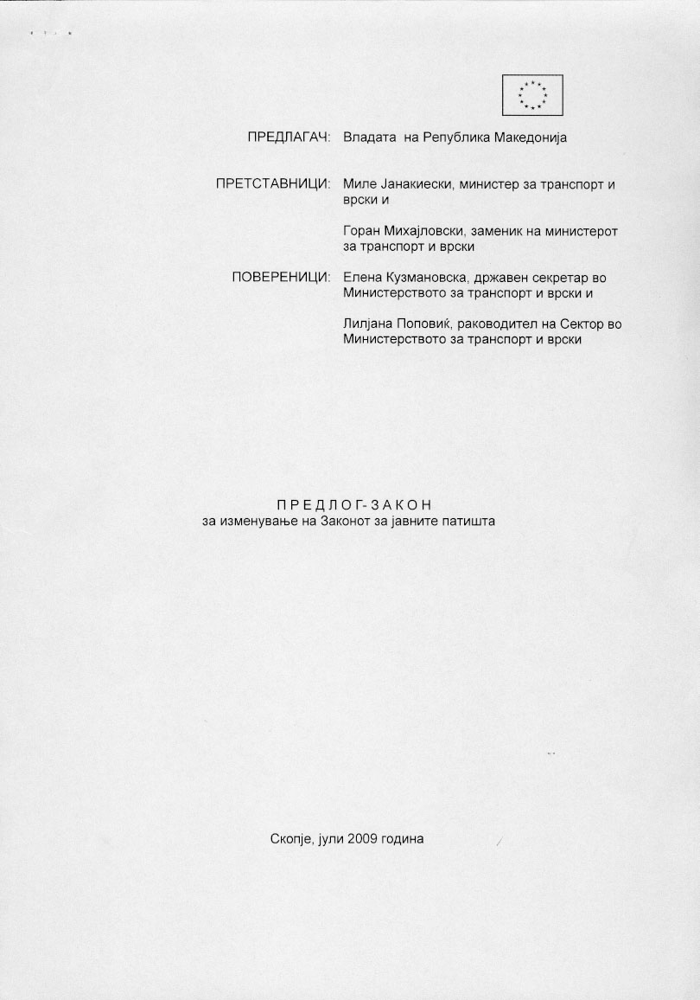 ПРЕДЛАГАЧ: Владата на Република Македонија
ПРЕТСТАВНИЦИ: Миле Јанакиески, министер за транспорт и
врски и
Горан Михајловски, заменик на министерот
за транспорт и врски
ПОВЕРЕНИЦИ: Елена Кузмановска, државен секретар во
Министерството за транспорт и врски и
Лилјана Поповиќ, раководител на Сектор во
Министерството за транспорт и врски
П Р Е Д Л О Г- З А К О Н
за изменување на Законот за јавните патишта
Скопје, јули 2009 година